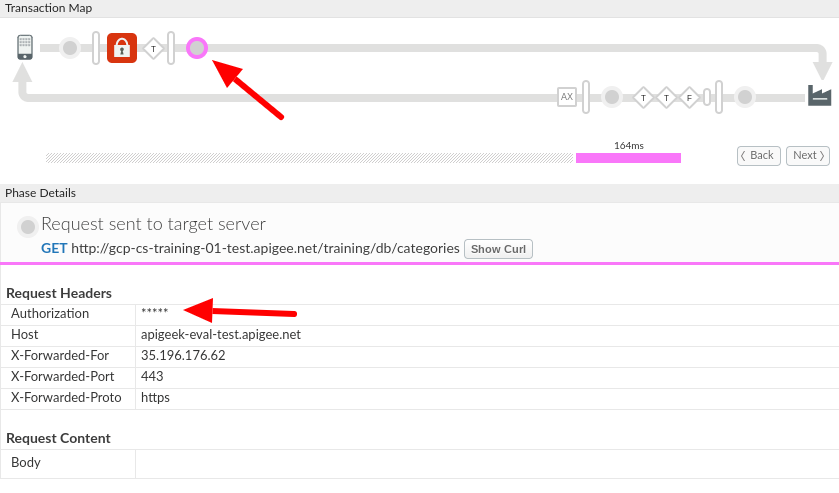 Transaction Map
T
AX
T
T
F
164ms
Back
Next
Phase Details
Request sent to target server
GET http://gcp-cs-training-01-test.apigee.net/training/db/categories Show Curl
Request Headers
Authorization *****
Host apigeek-eval-test.apigee.net
X-Forwarded-For 35.196.176.62
X-Forwarded-Port 443
X-Forwarded-Proto https
Request Content
Body